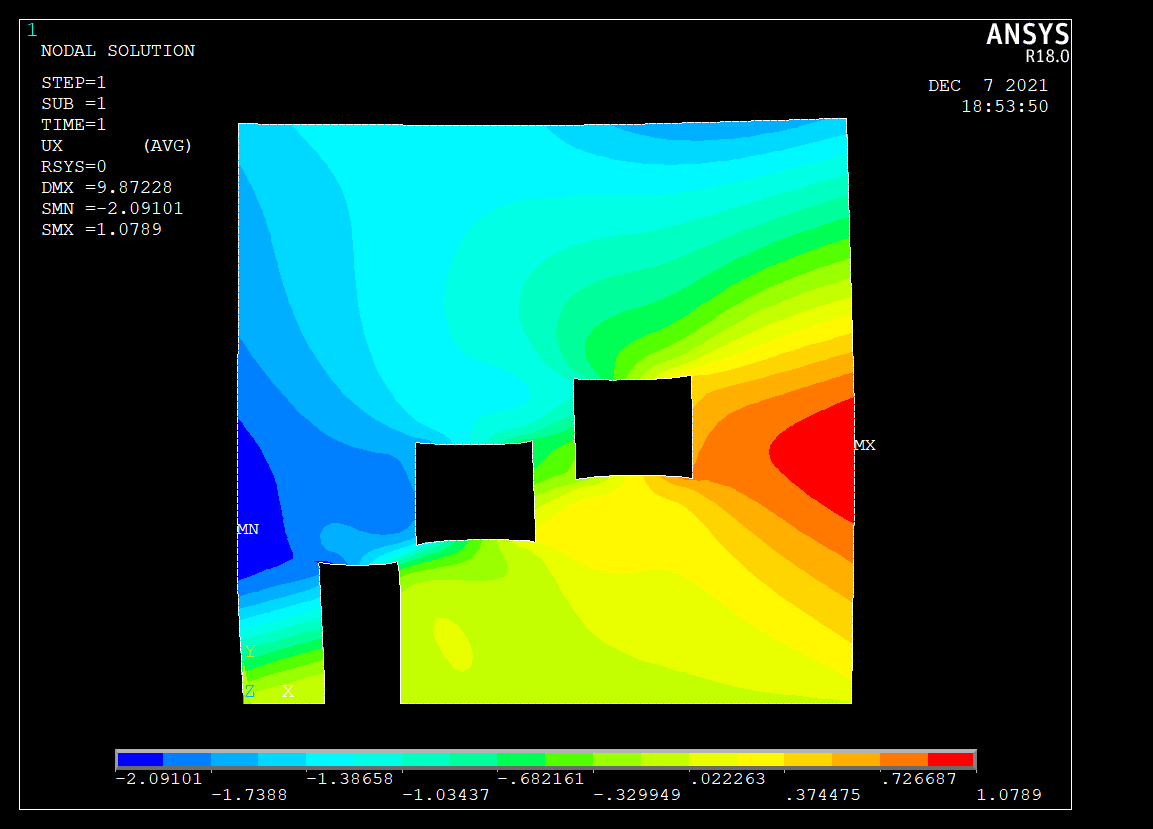 1
ANSYS
R18.0
NODAL SOLUTION
STEP=1
SUB =1
TIME=1
UX (AVG)
RSYS=0
DMX =9.87228
SMN =-2.09101
SMX =1.0789
DEC 7 2021
18:53:50
MX
MN
Y
Z X
-2.09101 -1.38658 -.682161 .022263 .726687
-1.7388 -1.03437 -.329949 .374475 1.0789